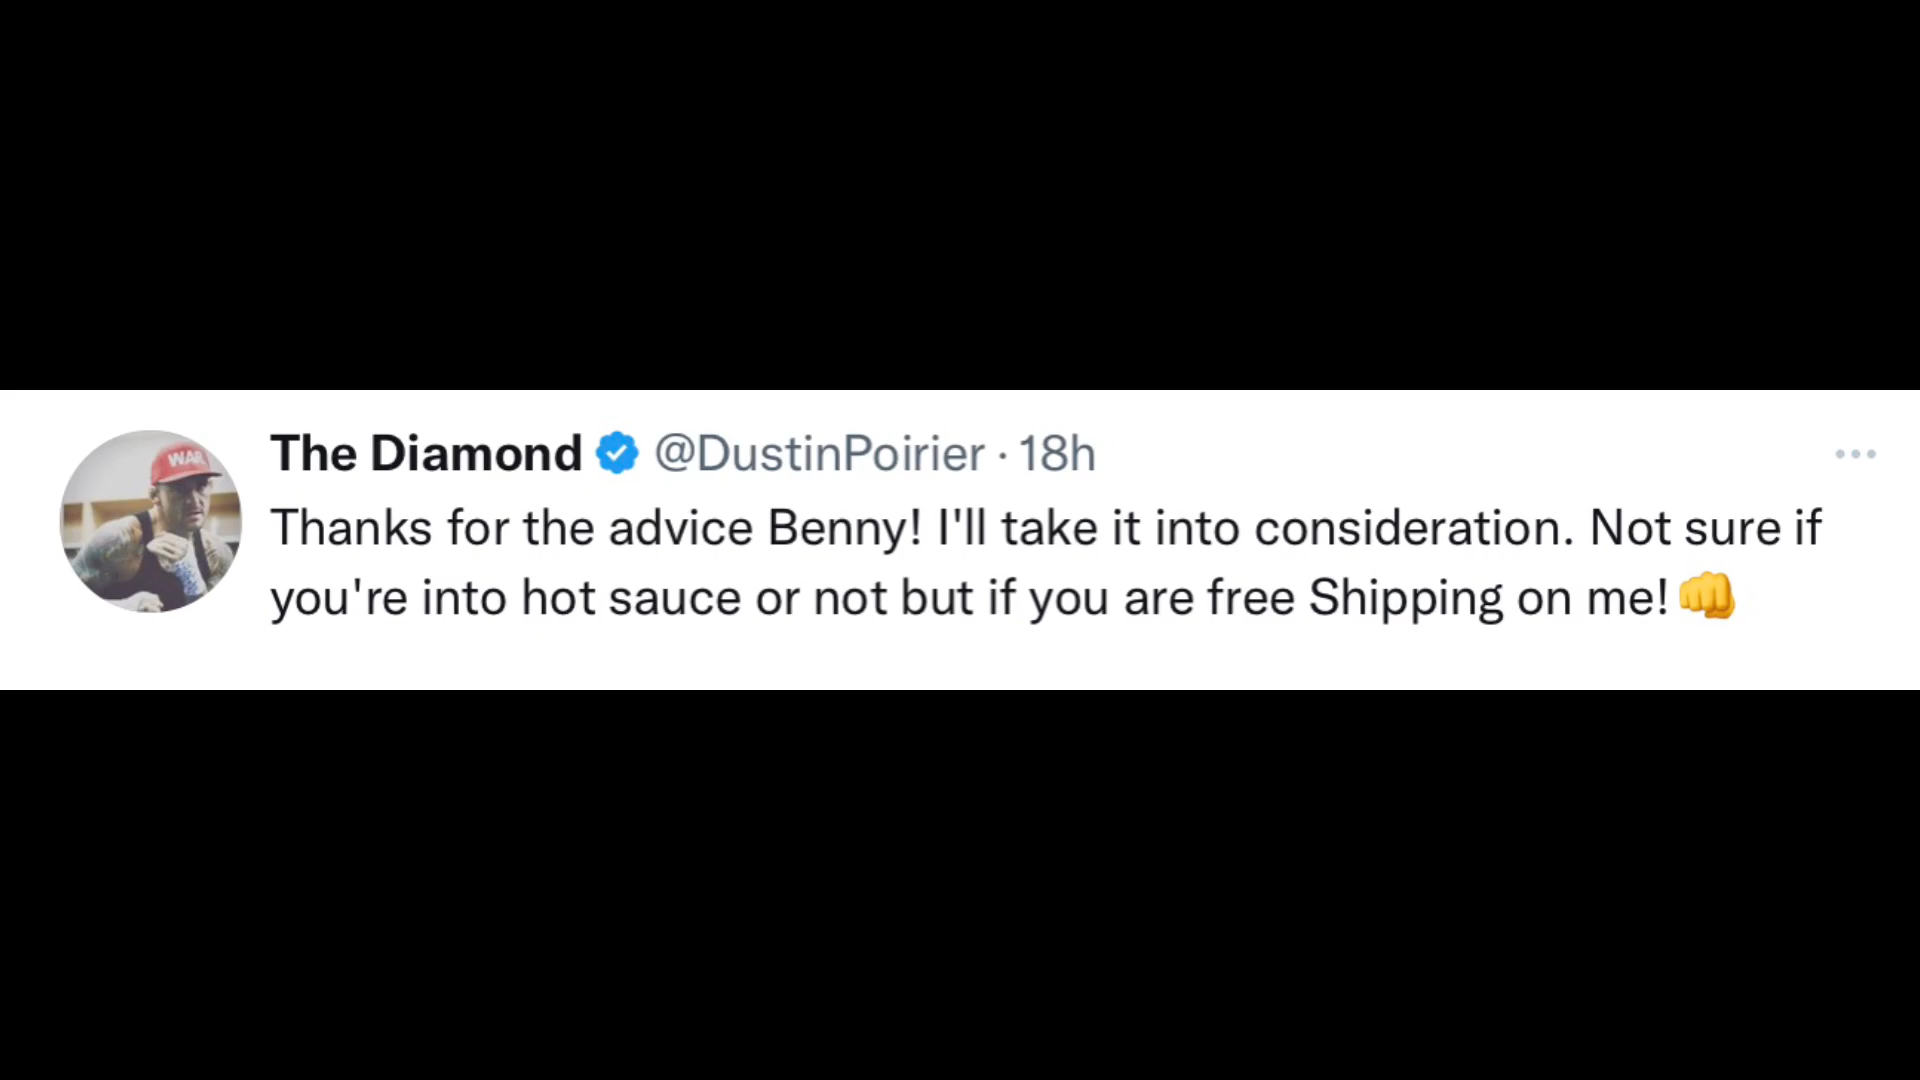 The Diamond @DustinPoirier · 18h
Thanks for the advice Benny! I'll take it into consideration. Not sure if
you're into hot sauce or not but if you are free Shipping on me! 👊
WAR